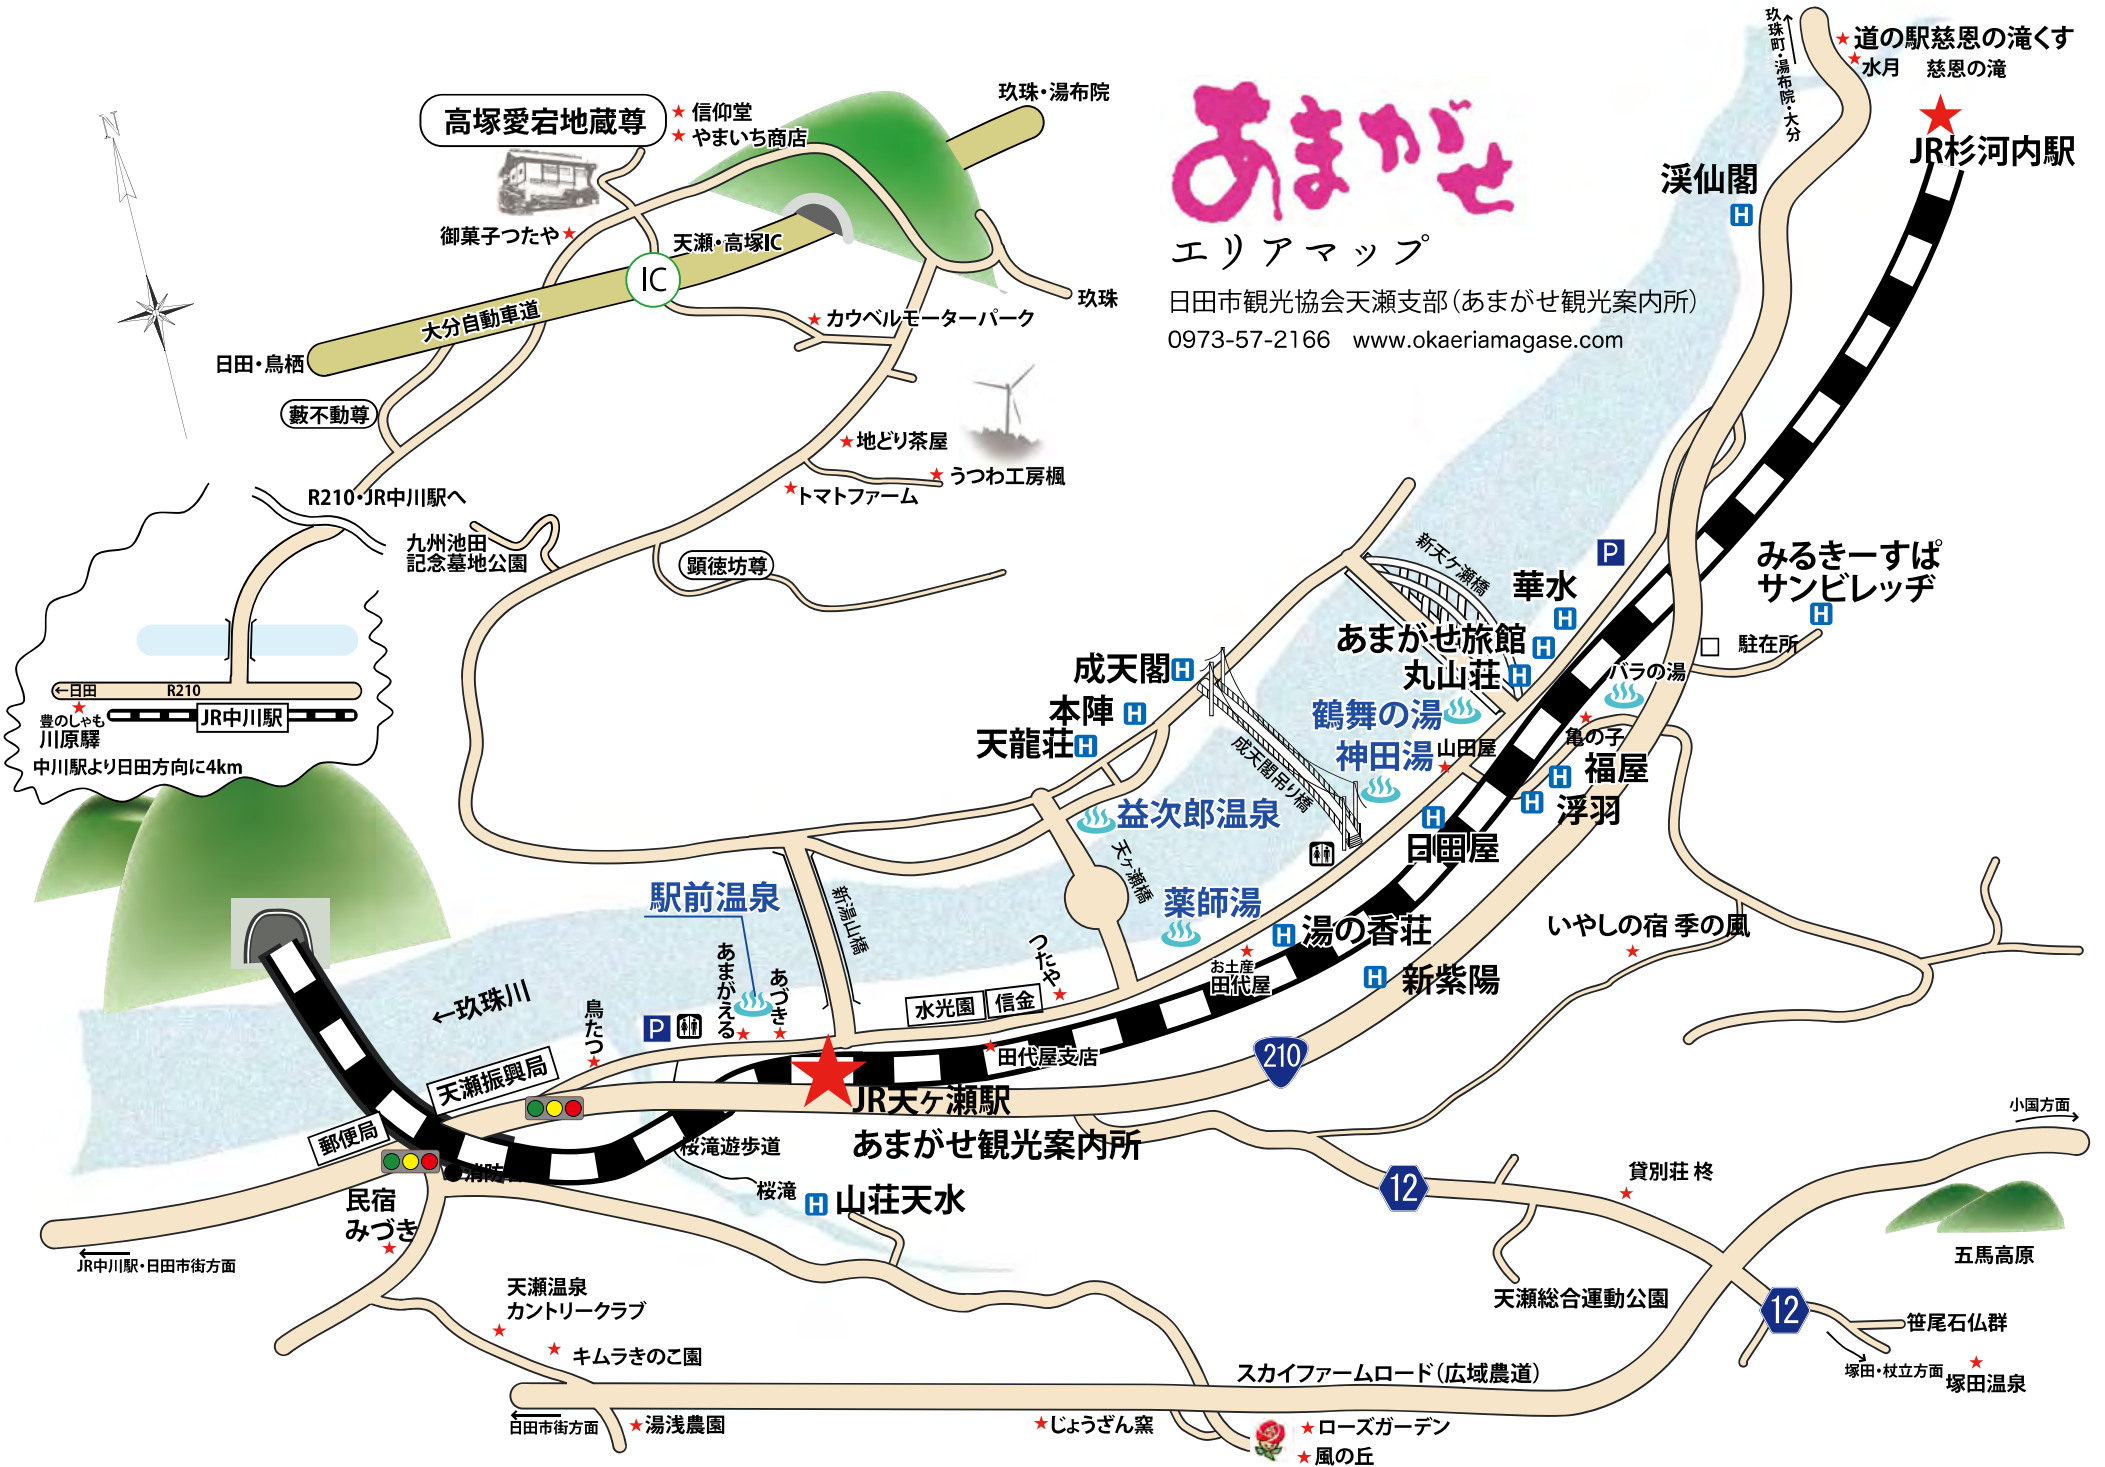 あまがせ
エリアマップ
日田市観光協会天瀬支部(あまがせ観光案内所)
0973-57-2166 www.okaeriamagase.com
N
高塚愛宕地蔵尊
信仰堂
やまいち商店
玖珠・湯布院
御菓子つたや
天瀬・高塚IC
IC
大分自動車道
日田・鳥栖
カウベルモーターパーク
玖珠
藪不動尊
地どり茶屋
うつわ工房楓
トマトファーム
R210・JR中川駅へ
九州池田
記念墓地公園
顕徳坊尊
←日田
R210
JR中川駅
豊のしゃも
川原驛
中川駅より日田方向に4km
玖珠町・湯布院・大分
道の駅慈恩の滝くす
水月
慈恩の滝
JR杉河内駅
渓仙閣
H
P
みるきーすぱ
サンビレッヂ
H
駐在所
新天ヶ瀬橋
華水
H
あまがせ旅館
H
丸山荘
H
バラの湯
成天閣
H
本陣
H
天龍荘
H
鶴舞の湯
神田湯
山田屋
亀の子
福屋
H
浮羽
H
成天閣吊り橋
益次郎温泉
日田屋
H
天ヶ瀬橋
薬師湯
湯の香荘
H
お土産
田代屋
新紫陽
H
いやしの宿 季の風
駅前温泉
新湯山橋
あまがえる
あづき
つたや
水光園
信金
←玖珠川
鳥たつ
P
田代屋支店
210
JR天ヶ瀬駅
あまがせ観光案内所
天瀬振興局
郵便局
桜滝遊歩道
桜滝
H
山荘天水
民宿
みづき
JR中川駅・日田市街方面
天瀬温泉
カントリークラブ
キムラきのこ園
日田市街方面
湯浅農園
じょうざん窯
スカイファームロード(広域農道)
ローズガーデン
風の丘
12
貸別荘 柊
小国方面
五馬高原
天瀬総合運動公園
12
笹尾石仏群
塚田・杖立方面
塚田温泉